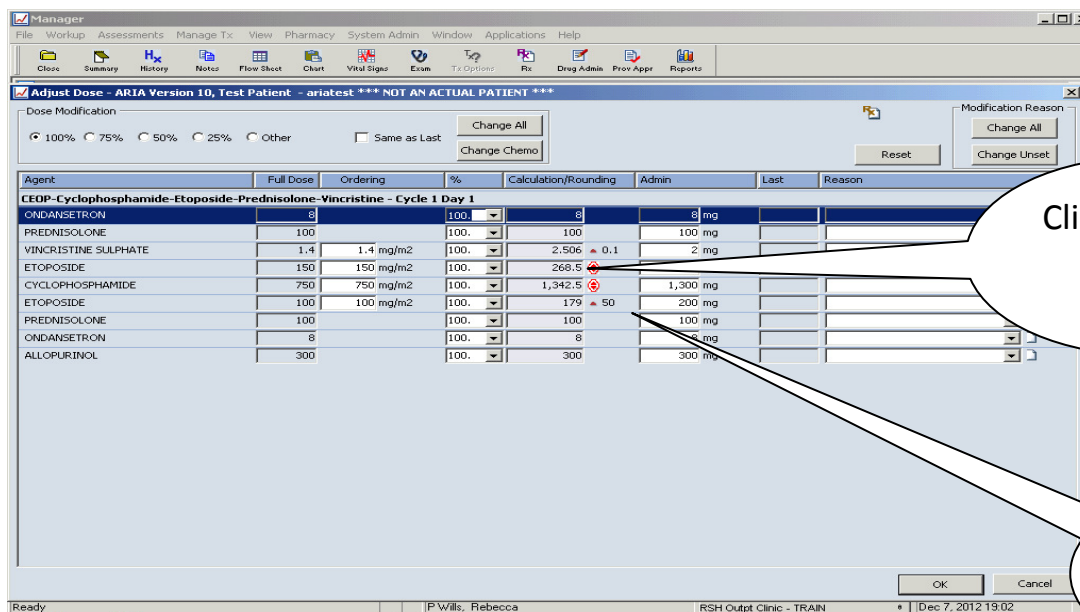 Manager
File Workup Assessments Manage Tx View Pharmacy System Admin Window Applications Help
Close Summary History Notes Flow Sheet Chart Vital Signs Exam Tx Options Rx Drug Admin Prov Appr Reports
Adjust Dose - ARIA Version 10, Test Patient - ariatest *** NOT AN ACTUAL PATIENT ***
Dose Modification
100% 75% 50% 25% Other Same as Last Change All Change Chemo
Reset
Modification Reason
Change All
Change Unset
Agent Full Dose Ordering % Calculation/Rounding Admin Last Reason
CEOP-Cyclophosphamide-Etoposide-Prednisolone-Vincristine - Cycle 1 Day 1
ONDANSETRON 8 100. 8 8 mg
PREDNISOLONE 100 100. 100 100 mg
VINCRISTINE SULPHATE 1.4 1.4 mg/m2 100. 2.506 0.1 2 mg
ETOPOSIDE 150 150 mg/m2 100. 268.5
CYCLOPHOSPHAMIDE 750 750 mg/m2 100. 1,342.5 1,300 mg
ETOPOSIDE 100 100 mg/m2 100. 179 50 200 mg
PREDNISOLONE 100 100. 100 100 mg
ONDANSETRON 8 100. 8 8 mg
ALLOPURINOL 300 100. 300 300 mg
Cli
OK Cancel
Ready P Wills, Rebecca RSH Outpt Clinic - TRAIN Dec 7, 2012 19:02